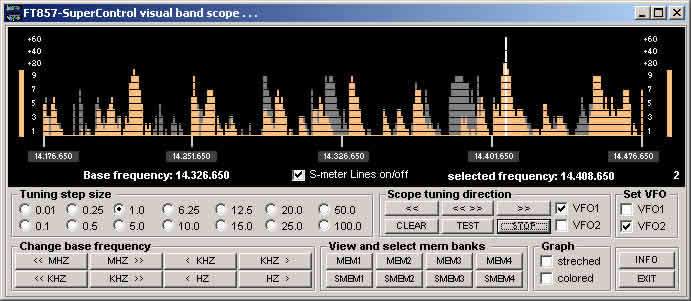 FT857-SuperControl visual band scope . . .
+60 +60
+40 +40
+20 +20
9 9
7 7
5 5
3 3
1 1
14.176.650 14.251.650 14.326.650 14.401.650 14.476.650
Base frequency: 14.326.650 S-meter Lines on/off selected frequency: 14.408.650 2
Tuning step size Scope tuning direction Set VFO
0.01 0.25 1.0 6.25 12.5 20.0 50.0 << << >> >> VFO1 VFO1
0.1 0.5 5.0 10.0 15.0 25.0 100.0 CLEAR TEST STOP VFO2 VFO2
Change base frequency View and select mem banks Graph
<< MHZ MHZ >> < KHZ KHZ > MEM1 MEM2 MEM3 MEM4 streched INFO
<< KHZ KHZ >> < HZ HZ > SMEM1 SMEM2 SMEM3 SMEM4 colored EXIT